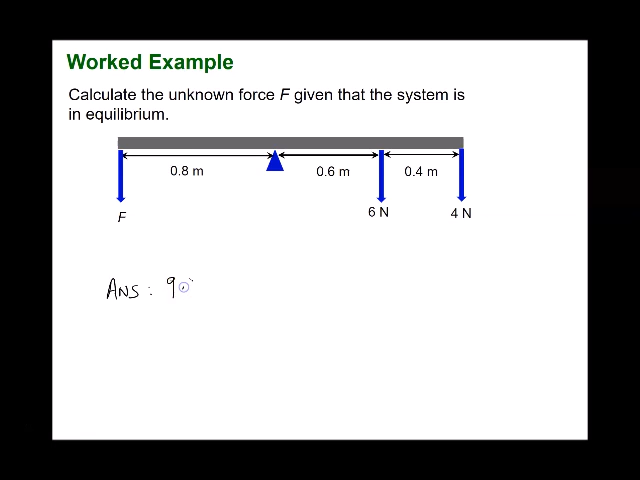 Worked Example
Calculate the unknown force F given that the system is
in equilibrium.
0.8 m
0.6 m
0.4 m
F
6 N
4 N
Ans :